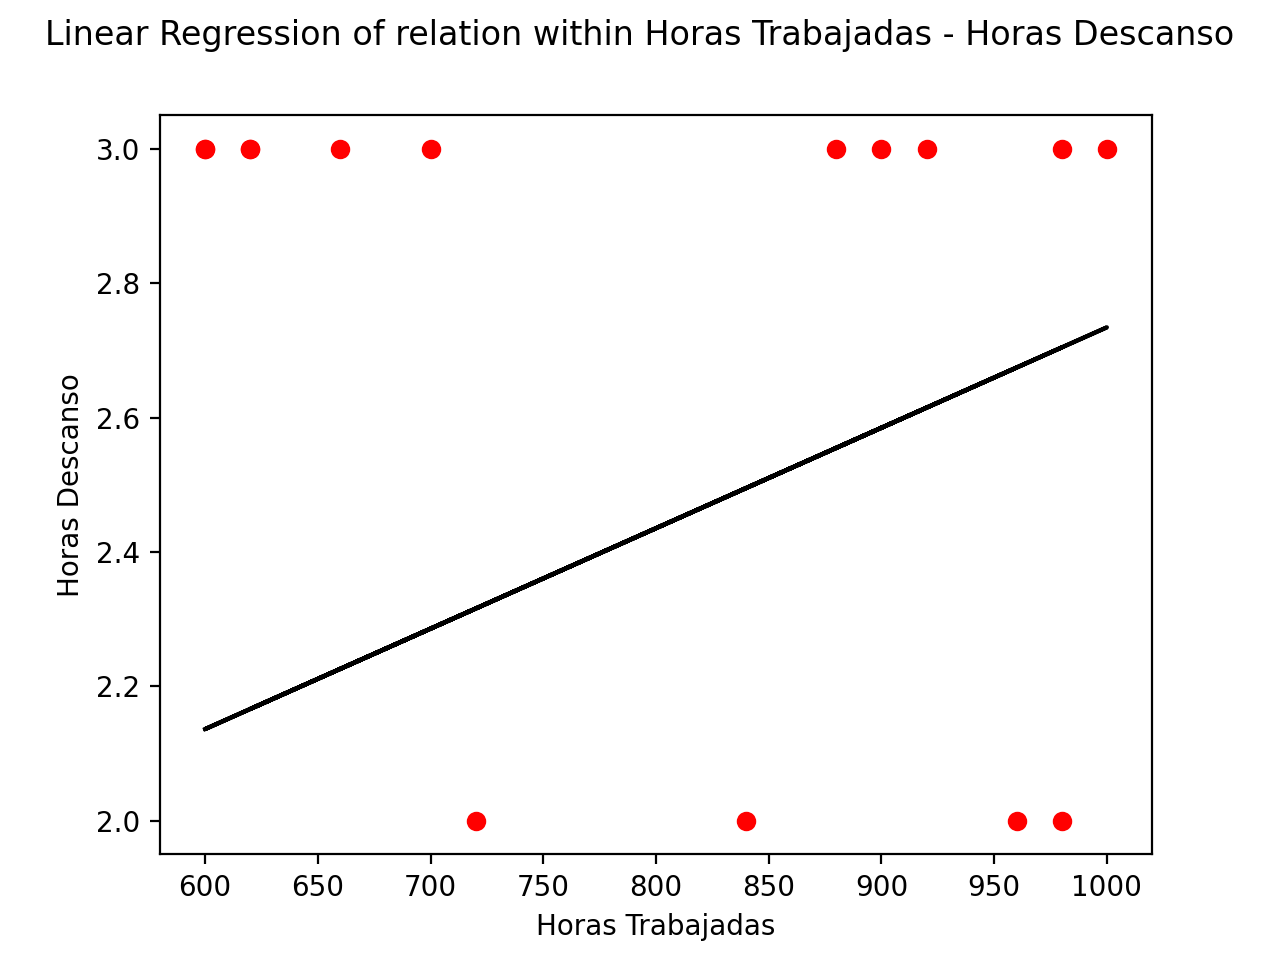 Linear Regression of relation within Horas Trabajadas - Horas Descanso
3.0
2.8
2.6
2.4
2.2
2.0
Horas Descanso
600 650 700 750 800 850 900 950 1000
Horas Trabajadas